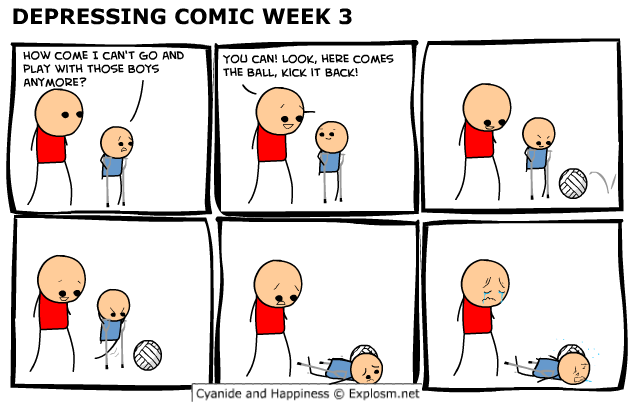 DEPRESSING COMIC WEEK 3
HOW COME I CAN'T GO AND
PLAY WITH THOSE BOYS
ANYMORE?
YOU CAN! LOOK, HERE COMES
THE BALL, KICK IT BACK!
Cyanide and Happiness © Explosm.net